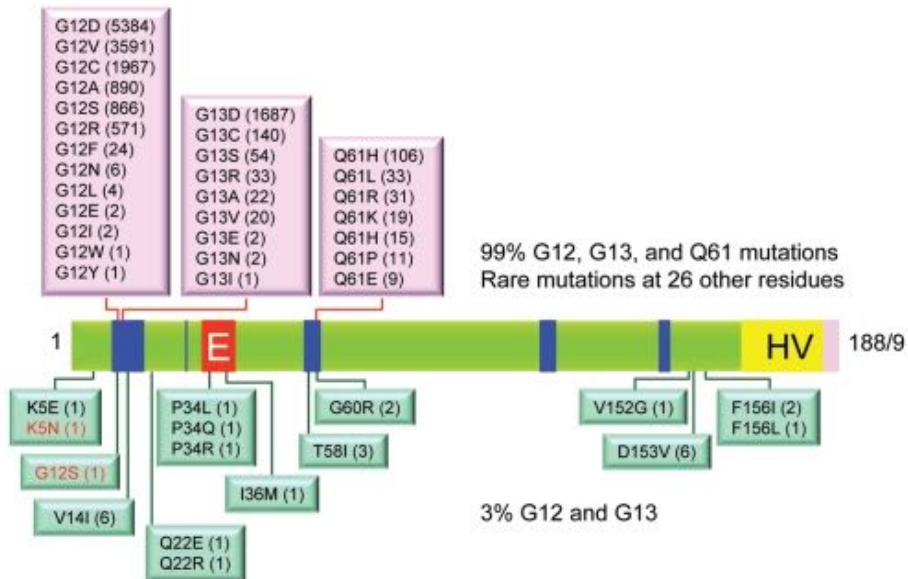 G12D (5384)
G12V (3591)
G12C (1967)
G12A (890)
G12S (866)
G12R (571)
G12F (24)
G12N (6)
G12L (4)
G12E (2)
G12I (2)
G12W (1)
G12Y (1)
G13D (1687)
G13C (140)
G13S (54)
G13R (33)
G13A (22)
G13V (20)
G13E (2)
G13N (2)
G13I (1)
Q61H (106)
Q61L (33)
Q61R (31)
Q61K (19)
Q61H (15)
Q61P (11)
Q61E (9)
99% G12, G13, and Q61 mutations
Rare mutations at 26 other residues
1
E
HV
188/9
K5E (1)
K5N (1)
G12S (1)
V14I (6)
Q22E (1)
Q22R (1)
P34L (1)
P34Q (1)
P34R (1)
I36M (1)
G60R (2)
T58I (3)
V152G (1)
D153V (6)
F156I (2)
F156L (1)
3% G12 and G13